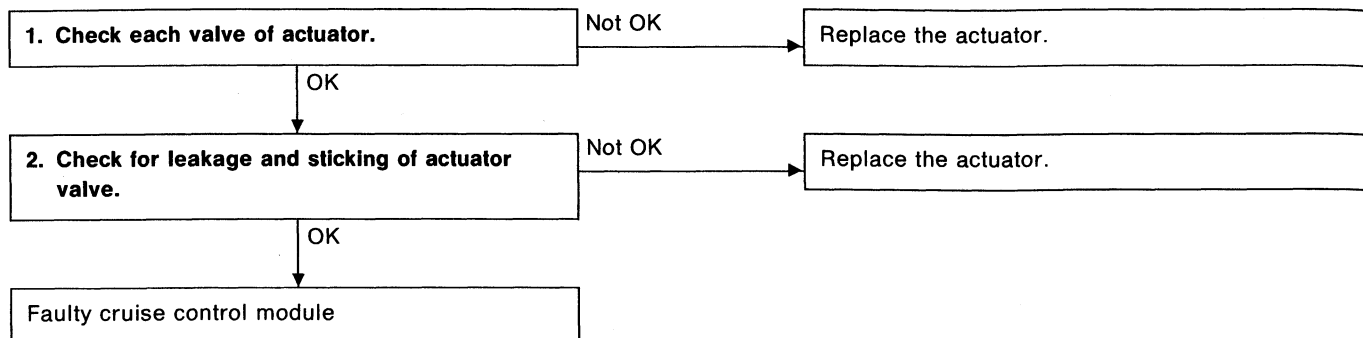 1. Check each valve of actuator.
Not OK
Replace the actuator.
OK
2. Check for leakage and sticking of actuator
valve.
Not OK
Replace the actuator.
OK
Faulty cruise control module